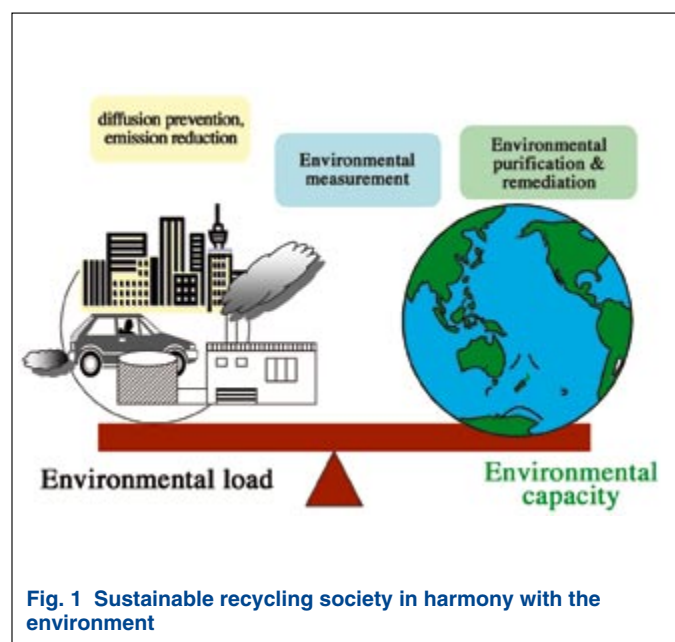 diffusion prevention,
emission reduction
Environmental
measurement
Environmental
purification &
remediation
Environmental load
Environmental
capacity
Fig. 1 Sustainable recycling society in harmony with the
environment